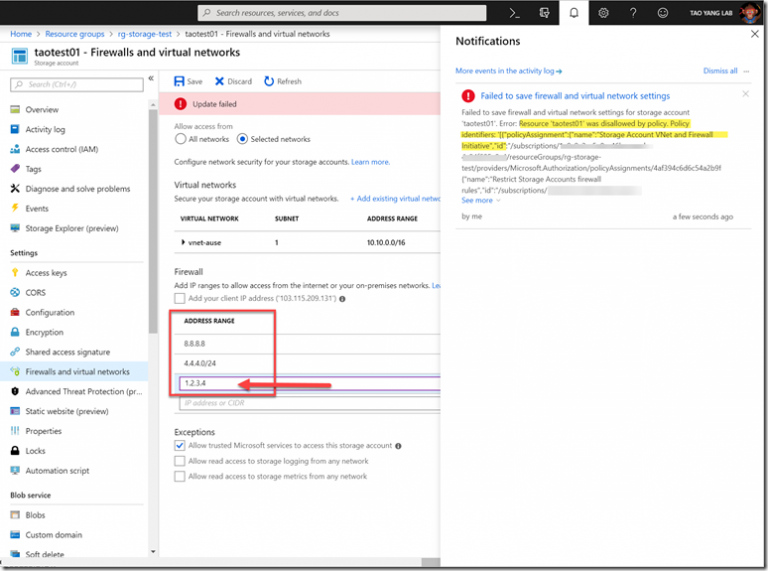 Search resources, services, and docs
TAO YANG LAB
Home > Resource groups > rg-storage-test > taotest01 - Firewalls and virtual networks
taotest01 - Firewalls and virtual networks
Storage account
Search (Ctrl+/)
Overview
Activity log
Access control (IAM)
Tags
Diagnose and solve problems
Events
Storage Explorer (preview)
Settings
Access keys
CORS
Configuration
Encryption
Shared access signature
Firewalls and virtual networks
Advanced Threat Protection (pr...
Static website (preview)
Properties
Locks
Automation script
Blob service
Blobs
Custom domain
Soft delete
Save Discard Refresh
Update failed
Allow access from
All networks Selected networks
Configure network security for your storage accounts. Learn more.
Virtual networks
Secure your storage account with virtual networks. + Add existing virtual netwo
VIRTUAL NETWORK SUBNET ADDRESS RANGE
vnet-ause 1 10.10.0.0/16
Firewall
Add IP ranges to allow access from the internet or your on-premises networks. Le
Add your client IP address ('103.115.209.131')
ADDRESS RANGE
8.8.8.8
4.4.4.0/24
1.2.3.4
IP address or CIDR
Exceptions
Allow trusted Microsoft services to access this storage account
Allow read access to storage logging from any network
Allow read access to storage metrics from any network
Notifications
More events in the activity log Dismiss all ...
Failed to save firewall and virtual network settings
Failed to save firewall and virtual network settings for storage account
'taotest01'. Error: Resource 'taotest01' was disallowed by policy. Policy
identifiers: '[{"policyAssignment":{"name":"Storage Account VNet and Firewall
Initiative","id":"/subscriptions/
/resourceGroups/rg-storage-
test/providers/Microsoft.Authorization/policyAssignments/4af394c6d6c54a2b9f
{"name":"Restrict Storage Accounts firewall
rules","id":"/subscriptions/
See more
by me a few seconds ago